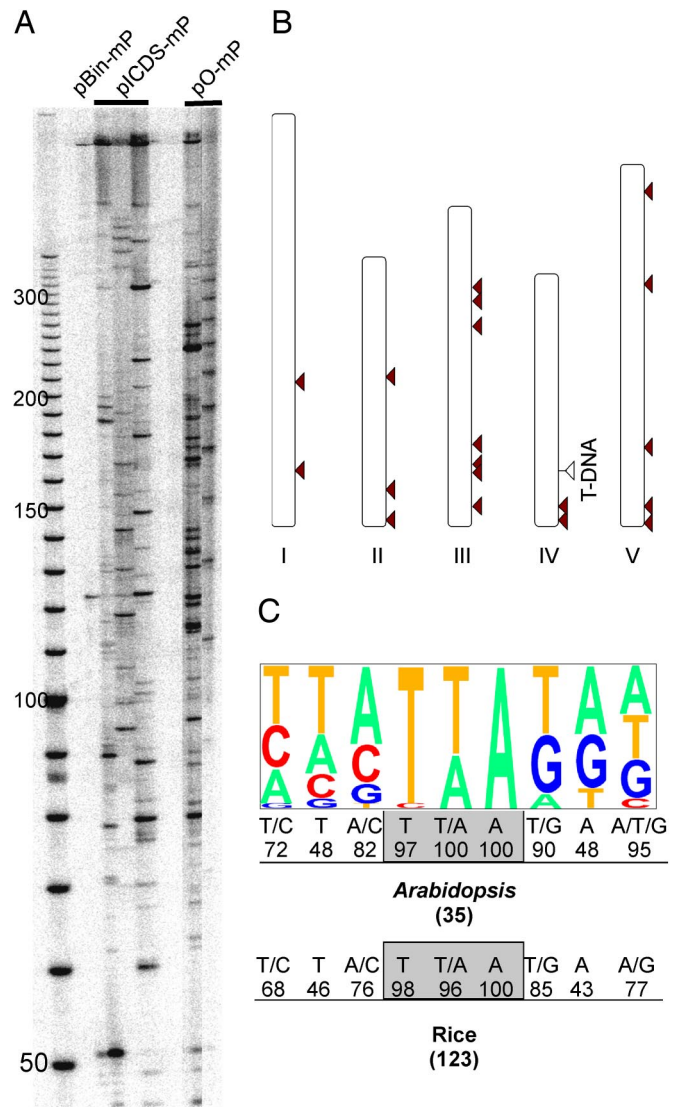 A
B
pBin-mP
pICDS-mP
pO-mP
300
200
150
100
50
T-DNA
I II III IV V
C
T T A T T A T A A
C A C A G G T
A C G T A T G
G G T C C
T/C T A/C T T/A A T/G A A/T/G
72 48 82 97 100 100 90 48 95
Arabidopsis
(35)
T/C T A/C T T/A A T/G A A/G
68 46 76 98 96 100 85 43 77
Rice
(123)